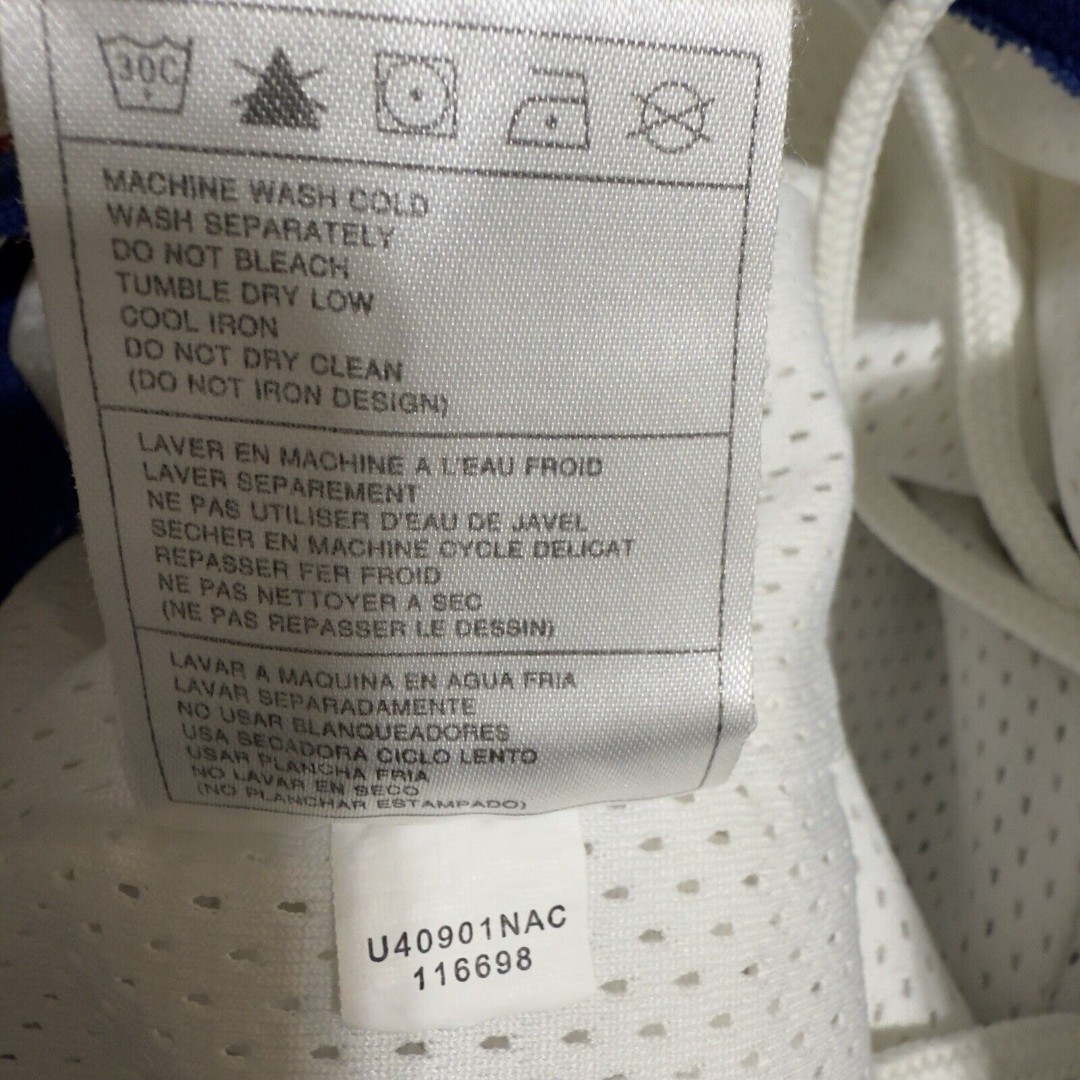 30C
MACHINE WASH COLD
WASH SEPARATELY
DO NOT BLEACH
TUMBLE DRY LOW
COOL IRON
DO NOT DRY CLEAN
(DO NOT IRON DESIGN)
LAVER EN MACHINE A L'EAU FROID
LAVER SEPAREMENT
NE PAS UTILISER D'EAU DE JAVEL
SECHER EN MACHINE CYCLE DELICAT
REPASSER FER FROID
NE PAS NETTOYER A SEC
(NE PAS REPASSER LE DESSIN)
LAVAR A MAQUINA EN AGUA FRIA
LAVAR SEPARADAMENTE
NO USAR BLANQUEADORES
USA SECADORA CICLO LENTO
USAR PLANCHA FRIA
NO LAVAR EN SECO
(NO PLANCHAR ESTAMPADO)
U40901NAC
116698